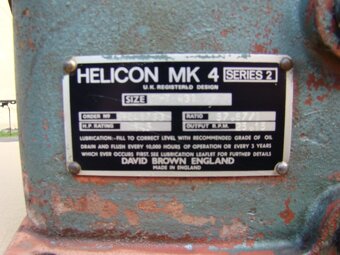 HELICON MK 4 SERIES 2
U.K. REGISTERED DESIGN
SIZE
ORDER Nº RATIO
H.P. RATING OUTPUT R.P.M.
LUBRICATION:-FILL TO CORRECT LEVEL WITH RECOMMENDED GRADE OF OIL
DRAIN AND FLUSH EVERY 10,000 HOURS OF OPERATION OR EVERY 3 YEARS
WHICH EVER OCCURS FIRST. SEE LUBRICATION LEAFLET FOR FURTHER DETAILS
DAVID BROWN ENGLAND
MADE IN ENGLAND